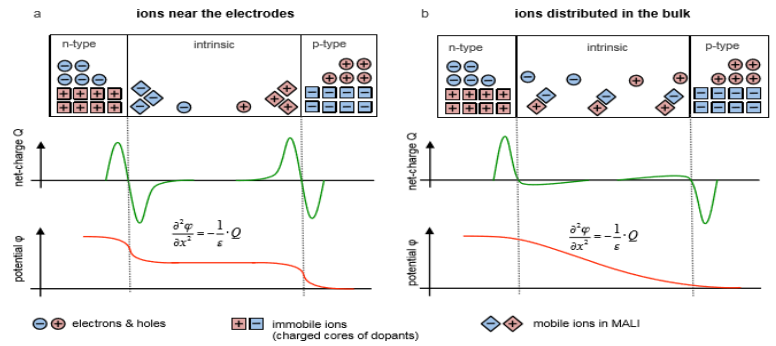 a ions near the electrodes
n-type intrinsic p-type
net-charge Q
∂²φ/∂x² = -1/ε · Q
potential φ
b ions distributed in the bulk
n-type intrinsic p-type
net-charge Q
∂²φ/∂x² = -1/ε · Q
potential φ
electrons & holes
immobile ions
(charged cores of dopants)
mobile ions in MALI